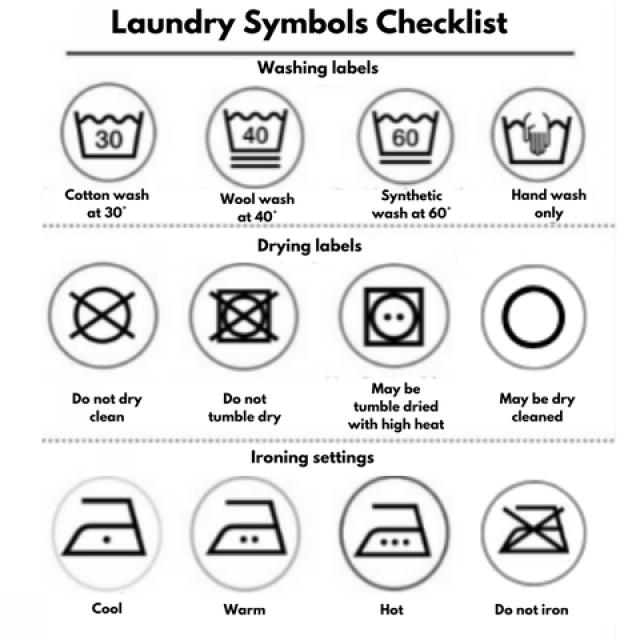 Laundry Symbols Checklist
Washing labels
30
40
60
Cotton wash
at 30°
Wool wash
at 40°
Synthetic
wash at 60°
Hand wash
only
Drying labels
Do not dry
clean
Do not
tumble dry
May be
tumble dried
with high heat
May be dry
cleaned
Ironing settings
Cool
Warm
Hot
Do not iron